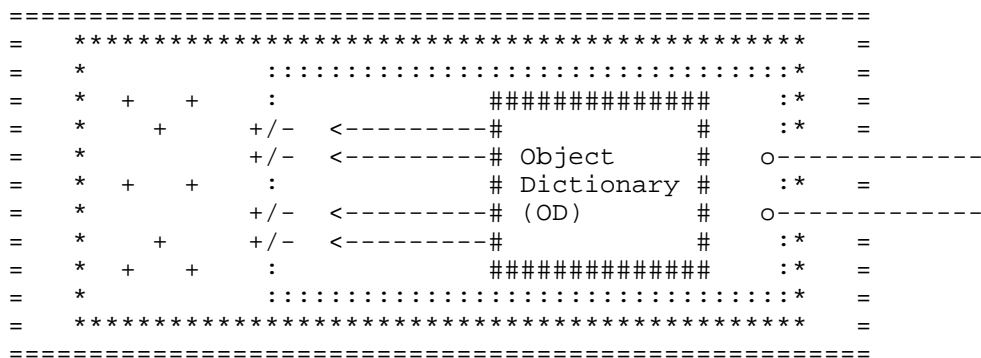 +/-
+/- Object
Dictionary
+/- (OD)
+/-